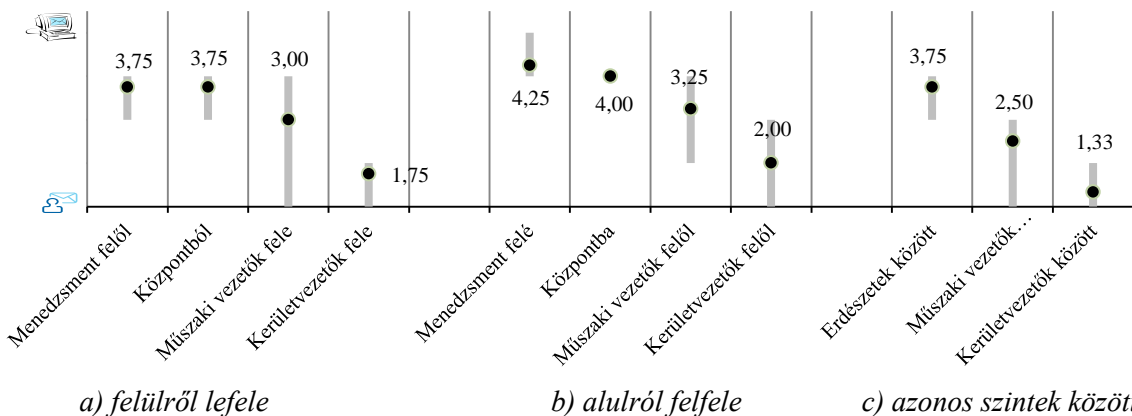 3,75
3,75
3,00
1,75
4,25
4,00
3,25
2,00
3,75
2,50
1,33
Menedzsment felől
Központból
Műszaki vezetők fele
Kerületvezetők fele
Menedzsment felé
Központba
Műszaki vezetők felől
Kerületvezetők felől
Erdészetek között
Műszaki vezetők…
Kerületvezetők között
a) felülről lefele
b) alulról felfele
c) azonos szintek között